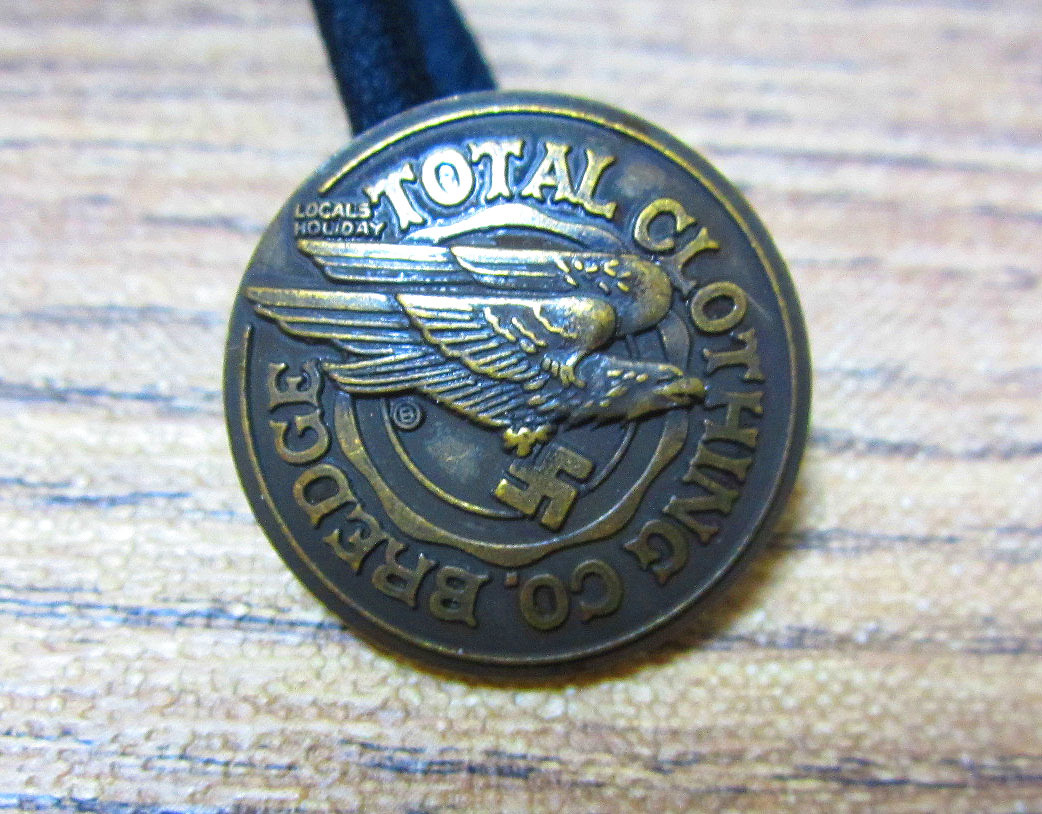 LOCALS
HOLIDAY
TOTAL CLOTHING CO. BREDGE
®